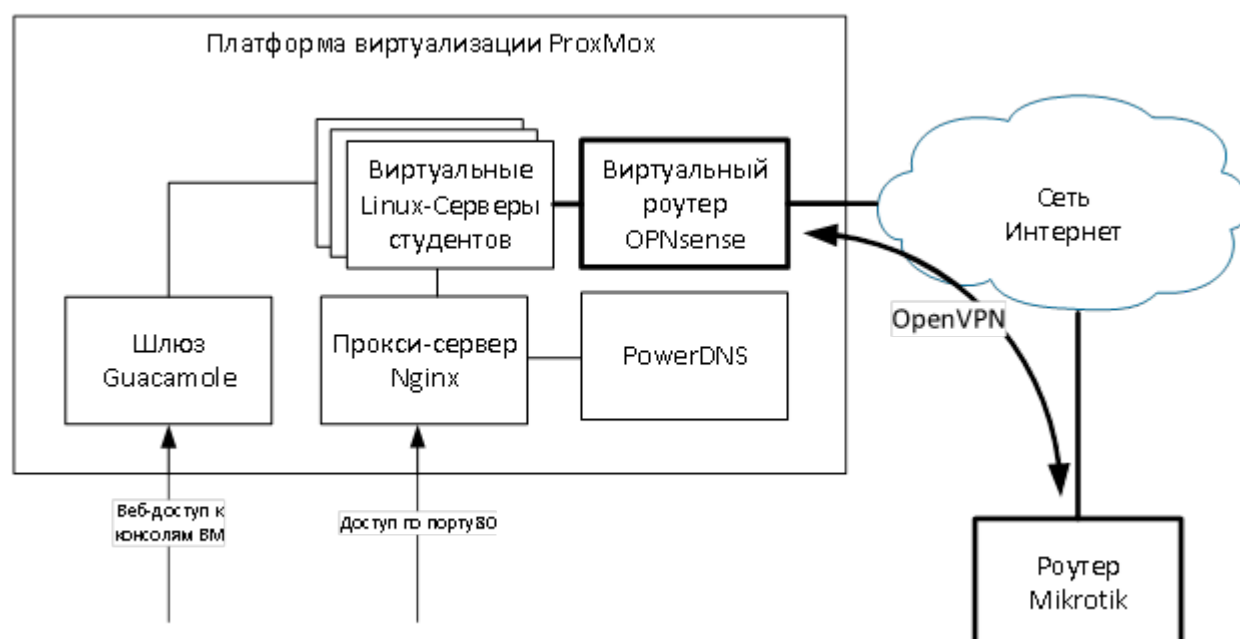 Платформа виртуализации ProxMox
Виртуальные
Linux-Серверы
студентов
Виртуальный
роутер
OPNsense
Сеть
Интернет
OpenVPN
Шлюз
Guacamole
Прокси-сервер
Nginx
PowerDNS
Веб-доступ к
консолям ВМ
Доступ по порту 80
Роутер
Mikrotik